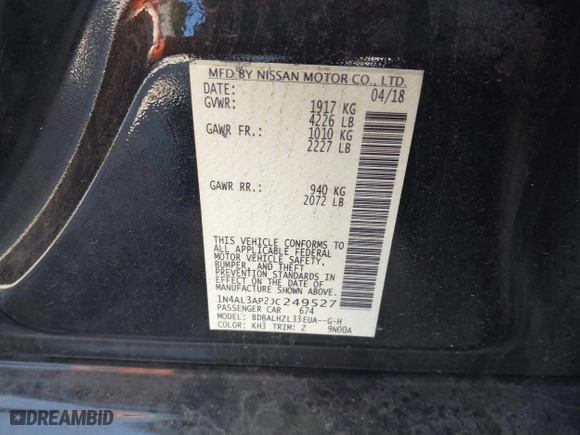 MFD BY NISSAN MOTOR CO., LTD.
DATE: 04/18
GVWR: 1917 KG
4226 LB
GAWR FR.: 1010 KG
2227 LB
GAWR RR.: 940 KG
2072 LB
THIS VEHICLE CONFORMS TO
ALL APPLICABLE FEDERAL
MOTOR VEHICLE SAFETY,
BUMPER, AND THEFT
PREVENTION STANDARDS
IN EFFECT ON THE DATE OF
MANUFACTURE SHOWN ABOVE.
1N4AL3AP2JC249527
PASSENGER CAR 674
MODEL: BDBALHZL33EUA--G-H
COLOR: KH3 TRIM: Z 9N00A
DREAMBID